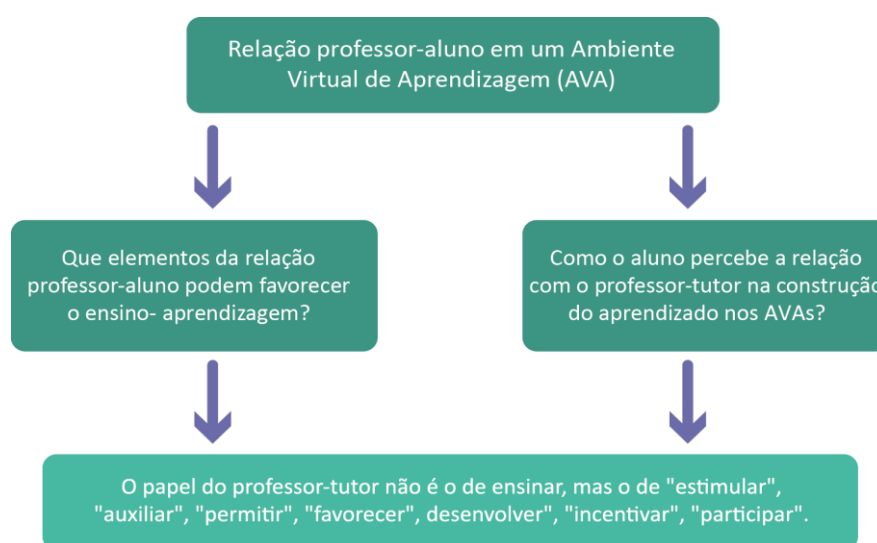 Relação professor-aluno em um Ambiente
Virtual de Aprendizagem (AVA)
Que elementos da relação
professor-aluno podem favorecer
o ensino- aprendizagem?
Como o aluno percebe a relação
com o professor-tutor na construção
do aprendizado nos AVAs?
O papel do professor-tutor não é o de ensinar, mas o de "estimular",
"auxiliar", "permitir", "favorecer", desenvolver", "incentivar", "participar".